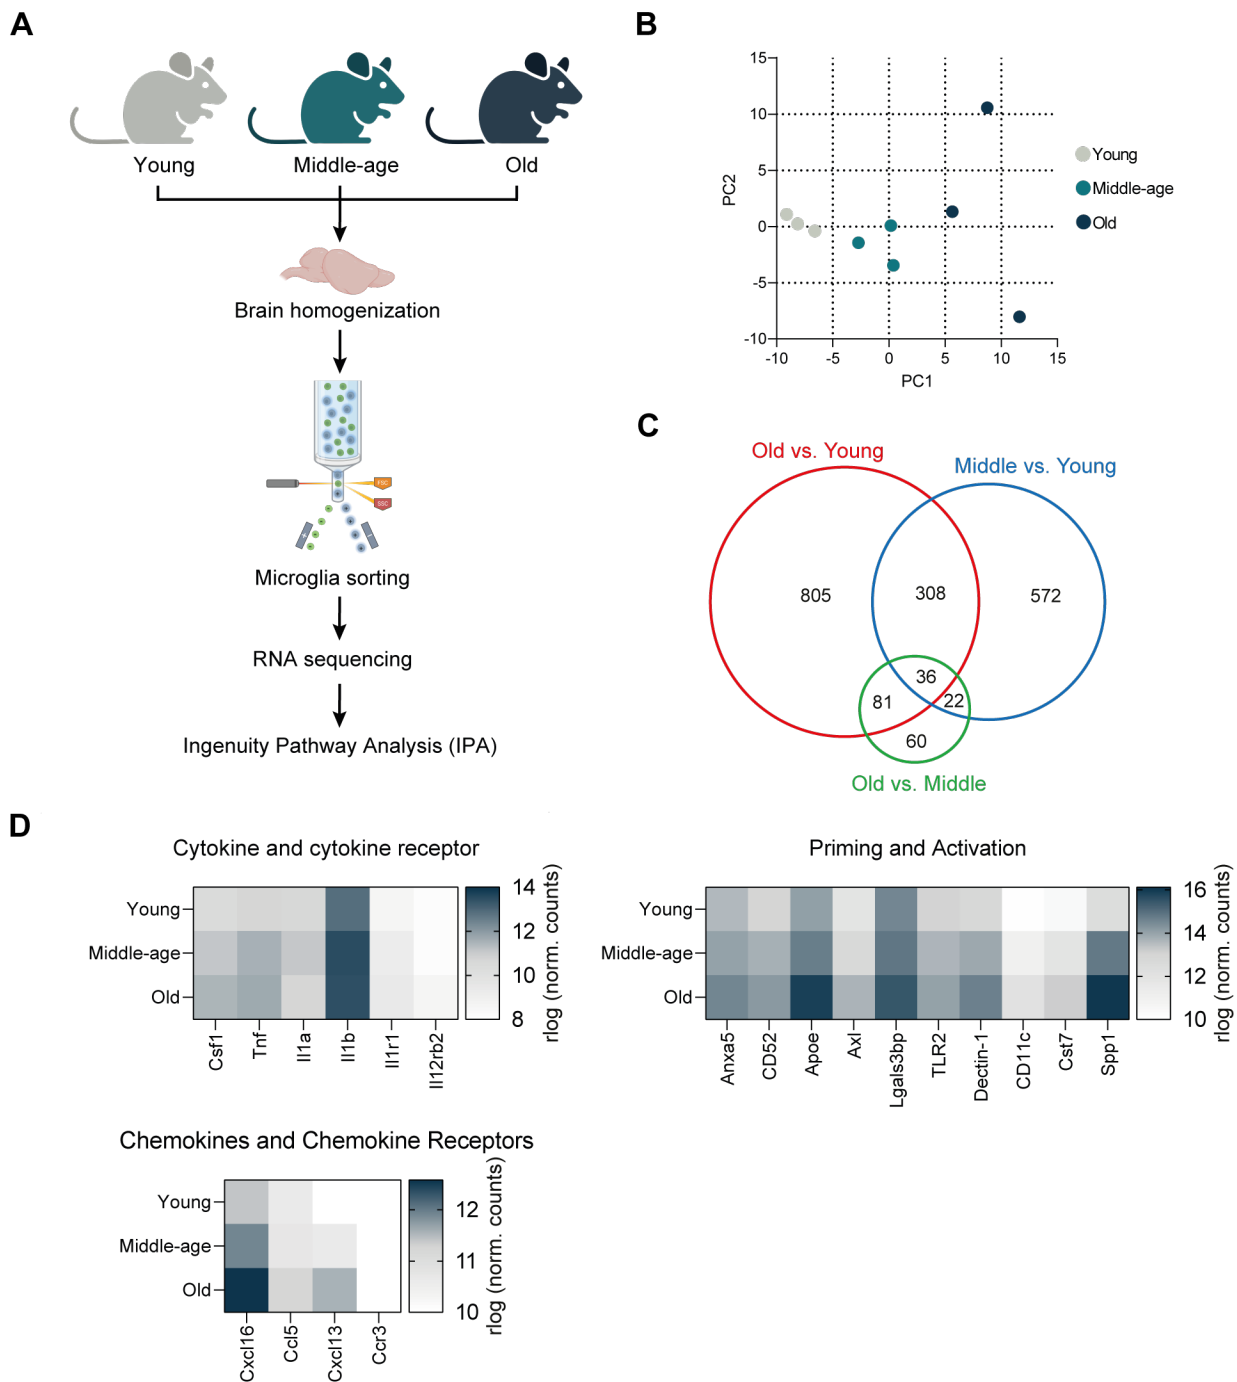 A
Young
Middle-age
Old
Brain homogenization
FSC
SSC
Microglia sorting
RNA sequencing
Ingenuity Pathway Analysis (IPA)
B
15
10
5
0
-5
-10
PC2
-10
-5
0
5
10
15
PC1
Young
Middle-age
Old
C
Old vs. Young
Middle vs. Young
805
308
572
36
81
22
60
Old vs. Middle
D
Cytokine and cytokine receptor
Young
Middle-age
Old
Csf1
Tnf
Il1a
Il1b
Il1r1
Il12rb2
14
12
10
8
rlog (norm. counts)
Priming and Activation
Young
Middle-age
Old
Anxa5
CD52
Apoe
Axl
Lgals3bp
TLR2
Dectin-1
CD11c
Cst7
Spp1
16
14
12
10
rlog (norm. counts)
Chemokines and Chemokine Receptors
Young
Middle-age
Old
Cxcl16
Ccl5
Cxcl13
Ccr3
12
11
10
rlog (norm. counts)